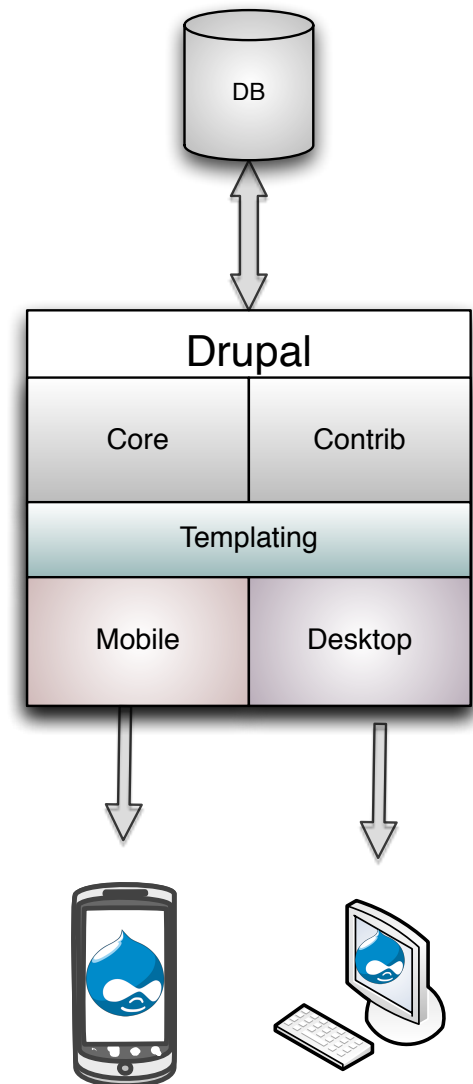 DB
Drupal
Core
Contrib
Templating
Mobile
Desktop